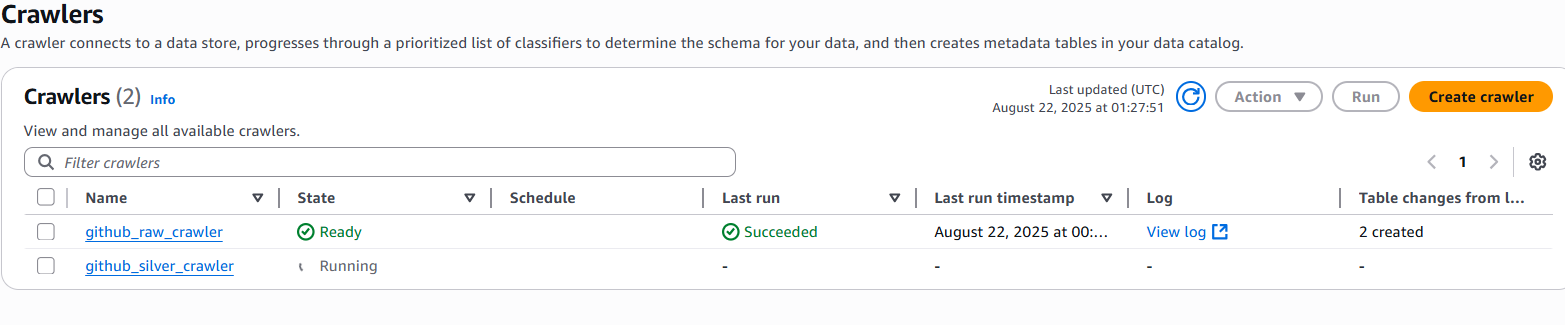 Crawlers
A crawler connects to a data store, progresses through a prioritized list of classifiers to determine the schema for your data, and then creates metadata tables in your data catalog.
Crawlers (2) Info
Last updated (UTC)
August 22, 2025 at 01:27:51
Action
Run
Create crawler
View and manage all available crawlers.
Filter crawlers
1
Name State Schedule Last run Last run timestamp Log Table changes from l...
github_raw_crawler Ready Succeeded August 22, 2025 at 00:... View log 2 created
github_silver_crawler Running - - - -